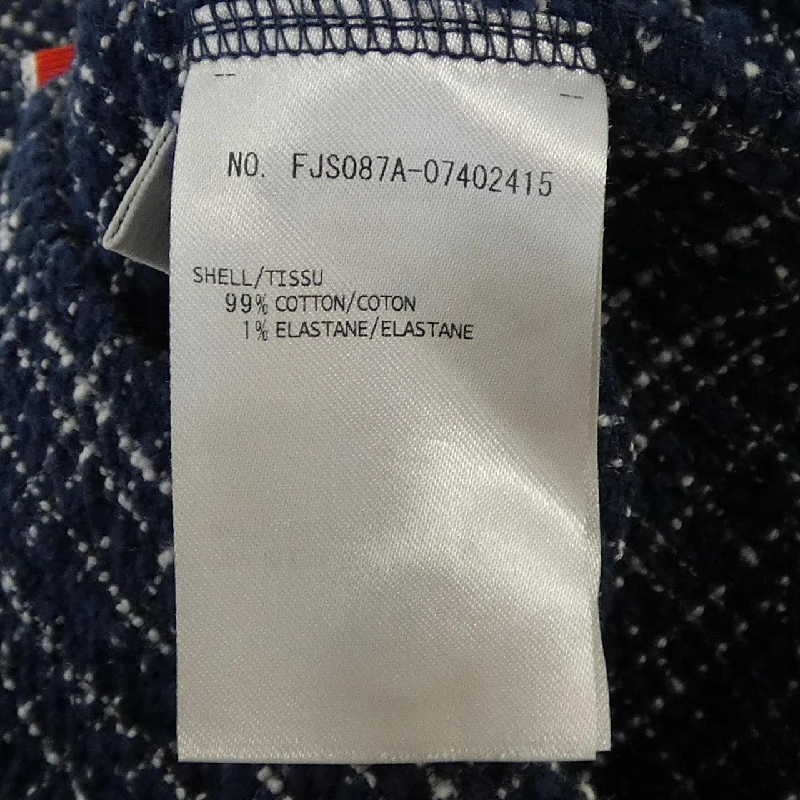 NO. FJS087A-07402415
SHELL/TISSU
99% COTTON/COTON
1% ELASTANE/ELASTANE